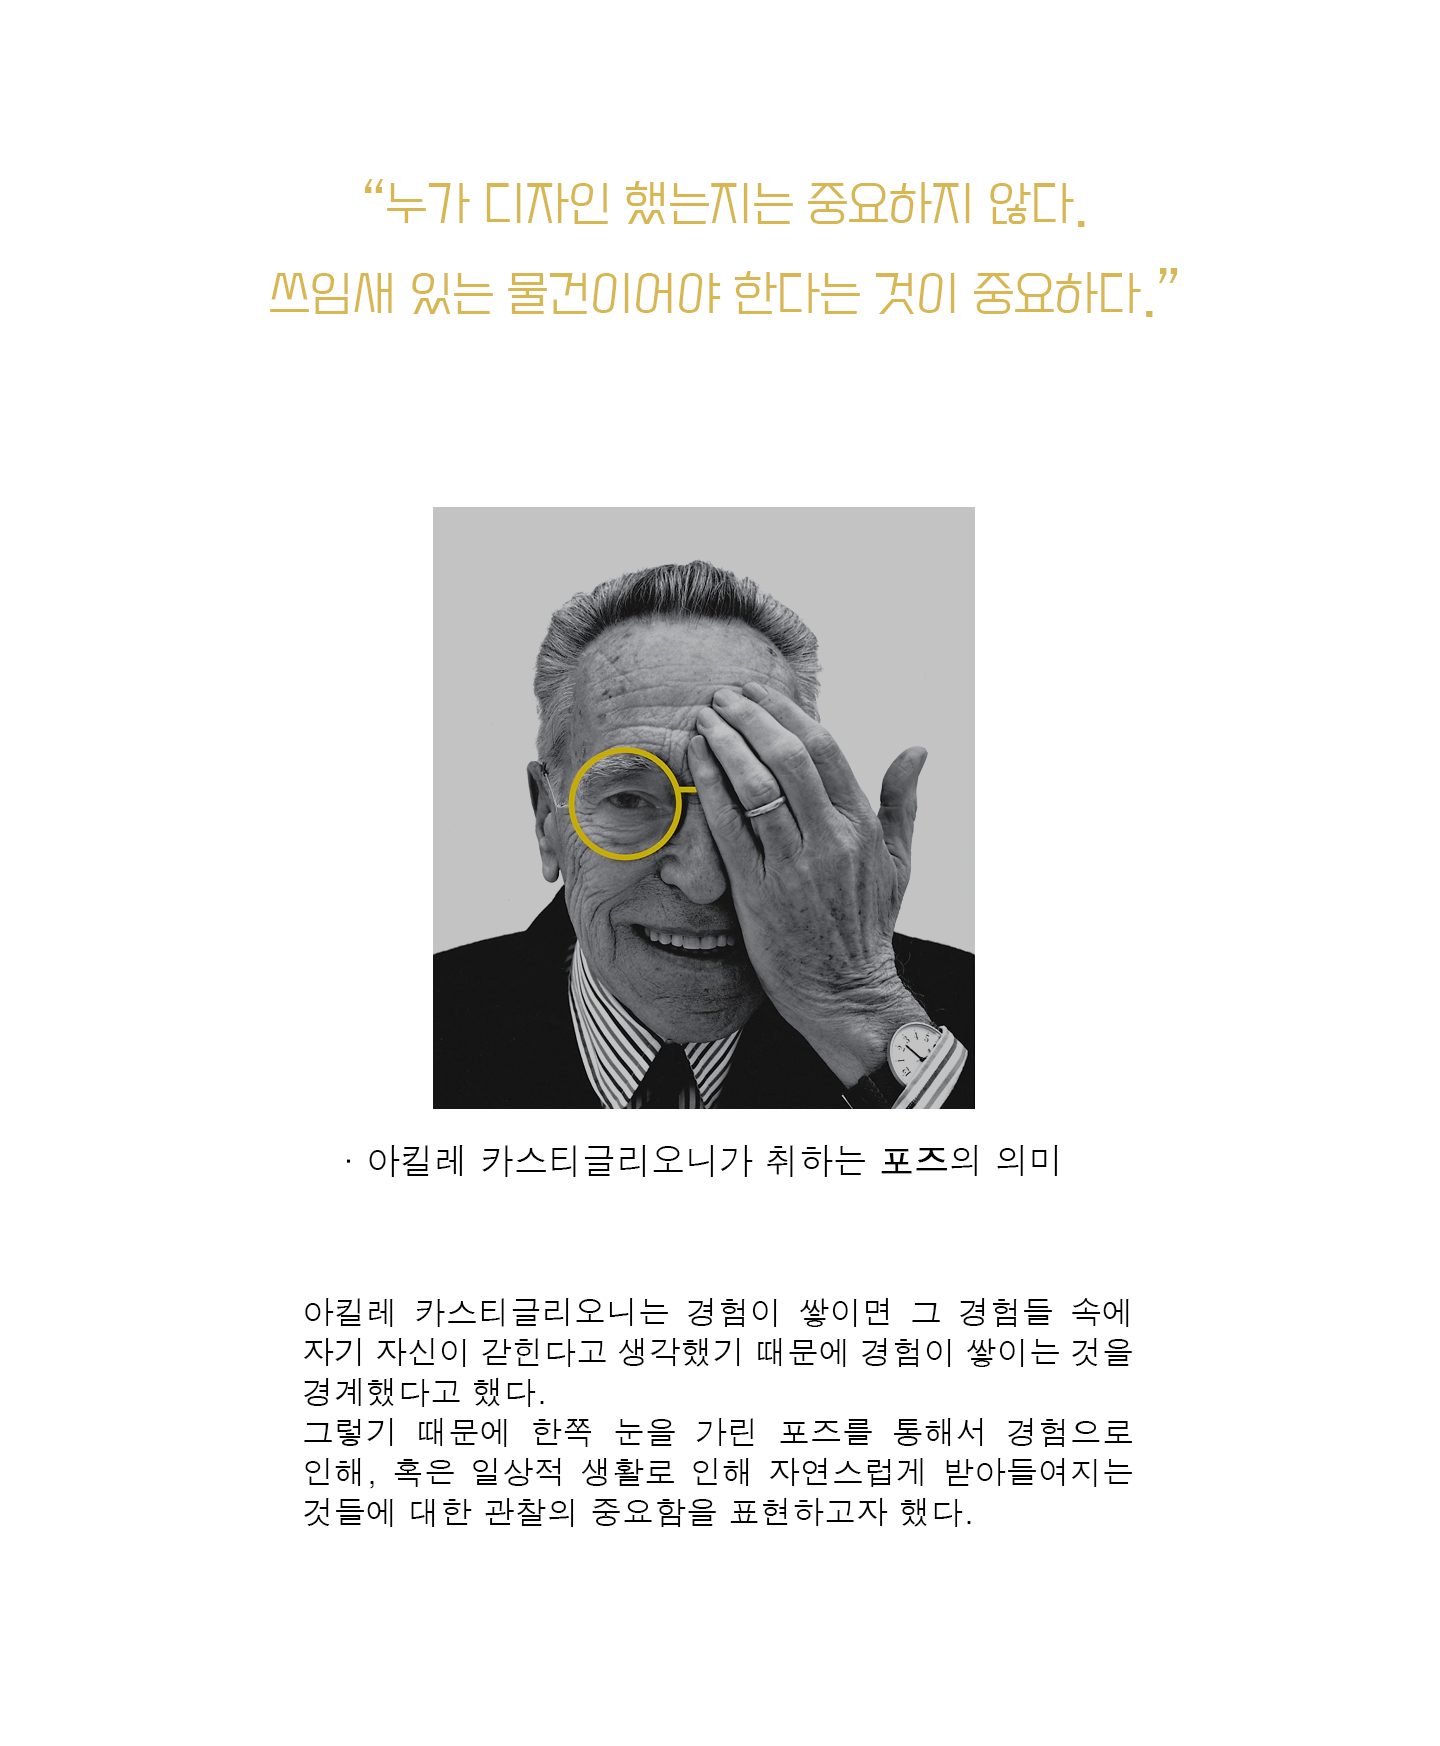 “누가 디자인 했는지는 중요하지 않다.
쓰임새 있는 물건이어야 한다는 것이 중요하다.”
· 아킬레 카스티글리오니가 취하는 포즈의 의미
아킬레 카스티글리오니는 경험이 쌓이면 그 경험들 속에
자기 자신이 갇힌다고 생각했기 때문에 경험이 쌓이는 것을
경계했다고 했다.
그렇기 때문에 한쪽 눈을 가린 포즈를 통해서 경험으로
인해, 혹은 일상적 생활로 인해 자연스럽게 받아들여지는
것들에 대한 관찰의 중요함을 표현하고자 했다.